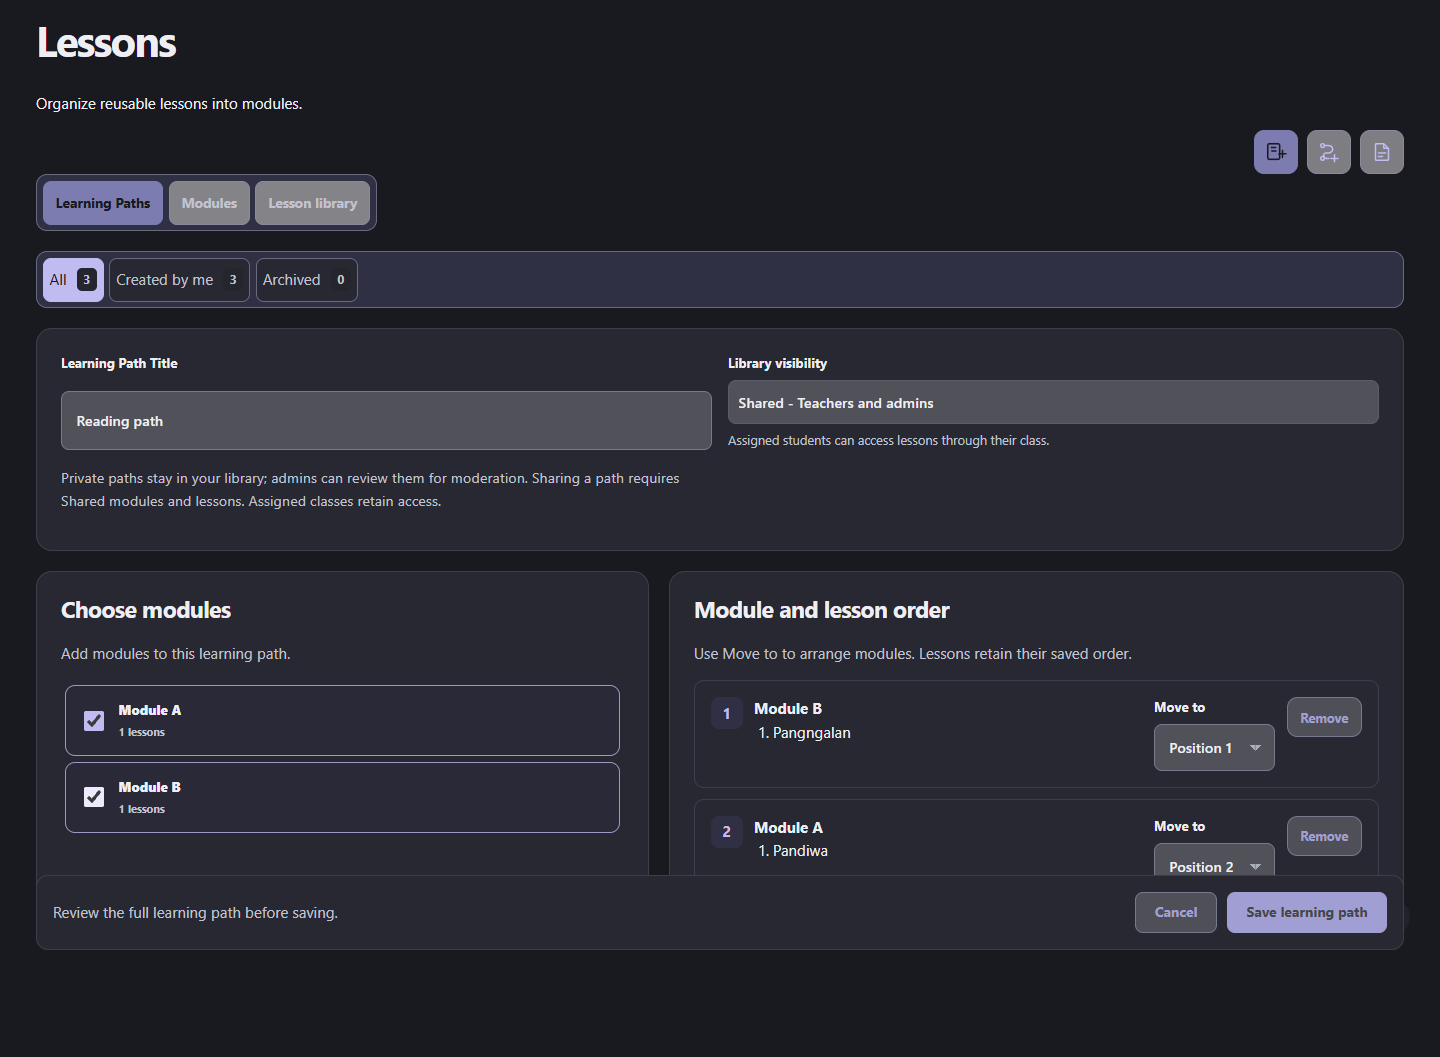 Lessons
Organize reusable lessons into modules.
Learning Paths
Modules
Lesson library
All 3
Created by me 3
Archived 0
Learning Path Title
Reading path
Private paths stay in your library; admins can review them for moderation. Sharing a path requires
Shared modules and lessons. Assigned classes retain access.
Library visibility
Shared - Teachers and admins
Assigned students can access lessons through their class.
Choose modules
Add modules to this learning path.
Module A
1 lessons
Module B
1 lessons
Module and lesson order
Use Move to to arrange modules. Lessons retain their saved order.
1
Module B
1. Pangngalan
Move to
Position 1
Remove
2
Module A
1. Pandiwa
Move to
Position 2
Remove
Review the full learning path before saving.
Cancel
Save learning path